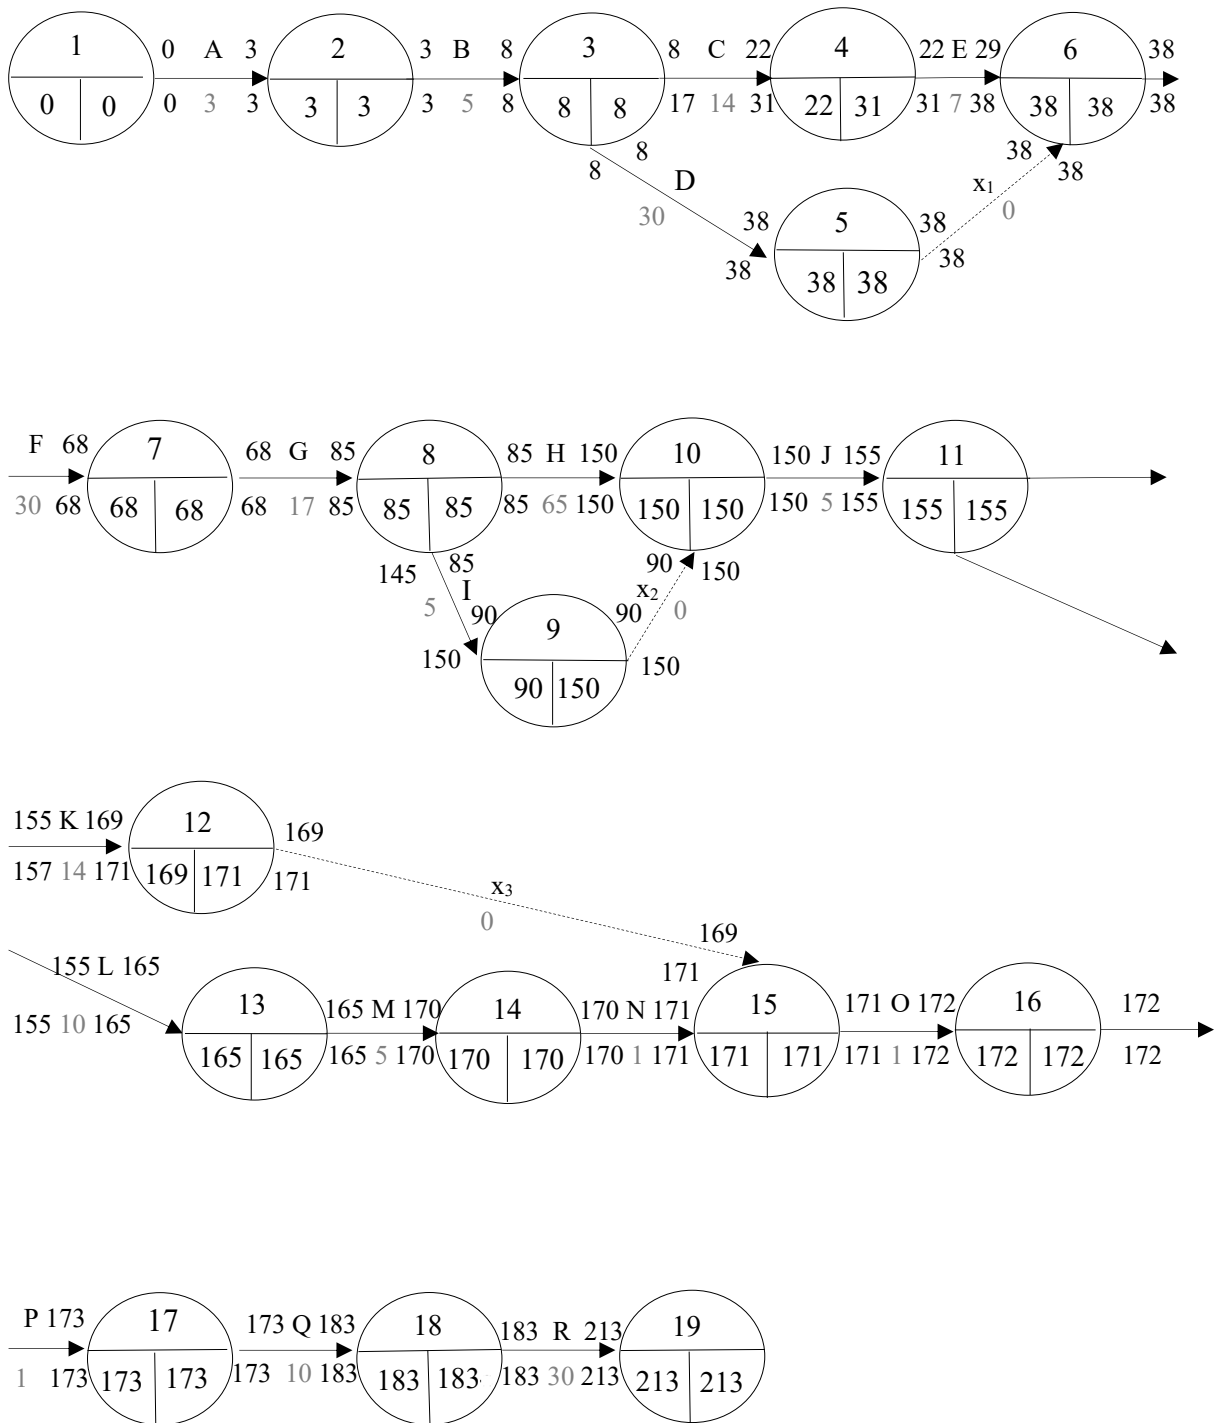 1 0 A 3 2 3 B 8 3 8 C 22 4 22 E 29 6 38
0 0 0 3 3 3 3 3 5 8 8 8 17 14 31 22 31 31 7 38 38 38 38
8 8 D 30 38 38 5 38 38 38 38 x1 0 38 38
F 68 7 68 G 85 8 85 H 150 10 150 J 155 11
30 68 68 68 68 17 85 85 85 85 65 150 150 150 150 5 155 155 155
145 85 I 5 90 150 9 90 150 90 150 x2 0 90 150
155 K 169 12 169
157 14 171 169 171 171
x3
0
169
171
155 L 165 13 165 M 170 14 170 N 171 15 171 O 172 16 172
155 10 165 165 165 165 5 170 170 170 170 1 171 171 171 171 1 172 172 172 172
P 173 17 173 Q 183 18 183 R 213 19
1 173 173 173 173 10 183 183 183 183 30 213 213 213